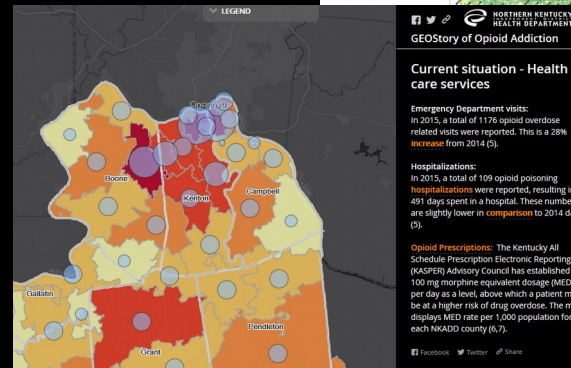 LEGEND
Cincinnati
Boone
Kenton
Campbell
Gallatin
Grant
Pendleton
NORTHERN KENTUCKY
INDEPENDENT DISTRICT
HEALTH DEPARTMENT
GEOStory of Opioid Addiction
Current situation - Health
care services
Emergency Department visits:
In 2015, a total of 1176 opioid overdose
related visits were reported. This is a 28%
increase from 2014 (5).
Hospitalizations:
In 2015, a total of 109 opioid poisoning
hospitalizations were reported, resulting in
491 days spent in a hospital. These number
are slightly lower in comparison to 2014 da
(5).
Opioid Prescriptions: The Kentucky All
Schedule Prescription Electronic Reporting
(KASPER) Advisory Council has established
100 mg morphine equivalent dosage (MED
per day as a level, above which a patient m
be at a higher risk of drug overdose. The m
displays MED rate per 1,000 population for
each NKADD county (6,7).
Facebook Twitter Share